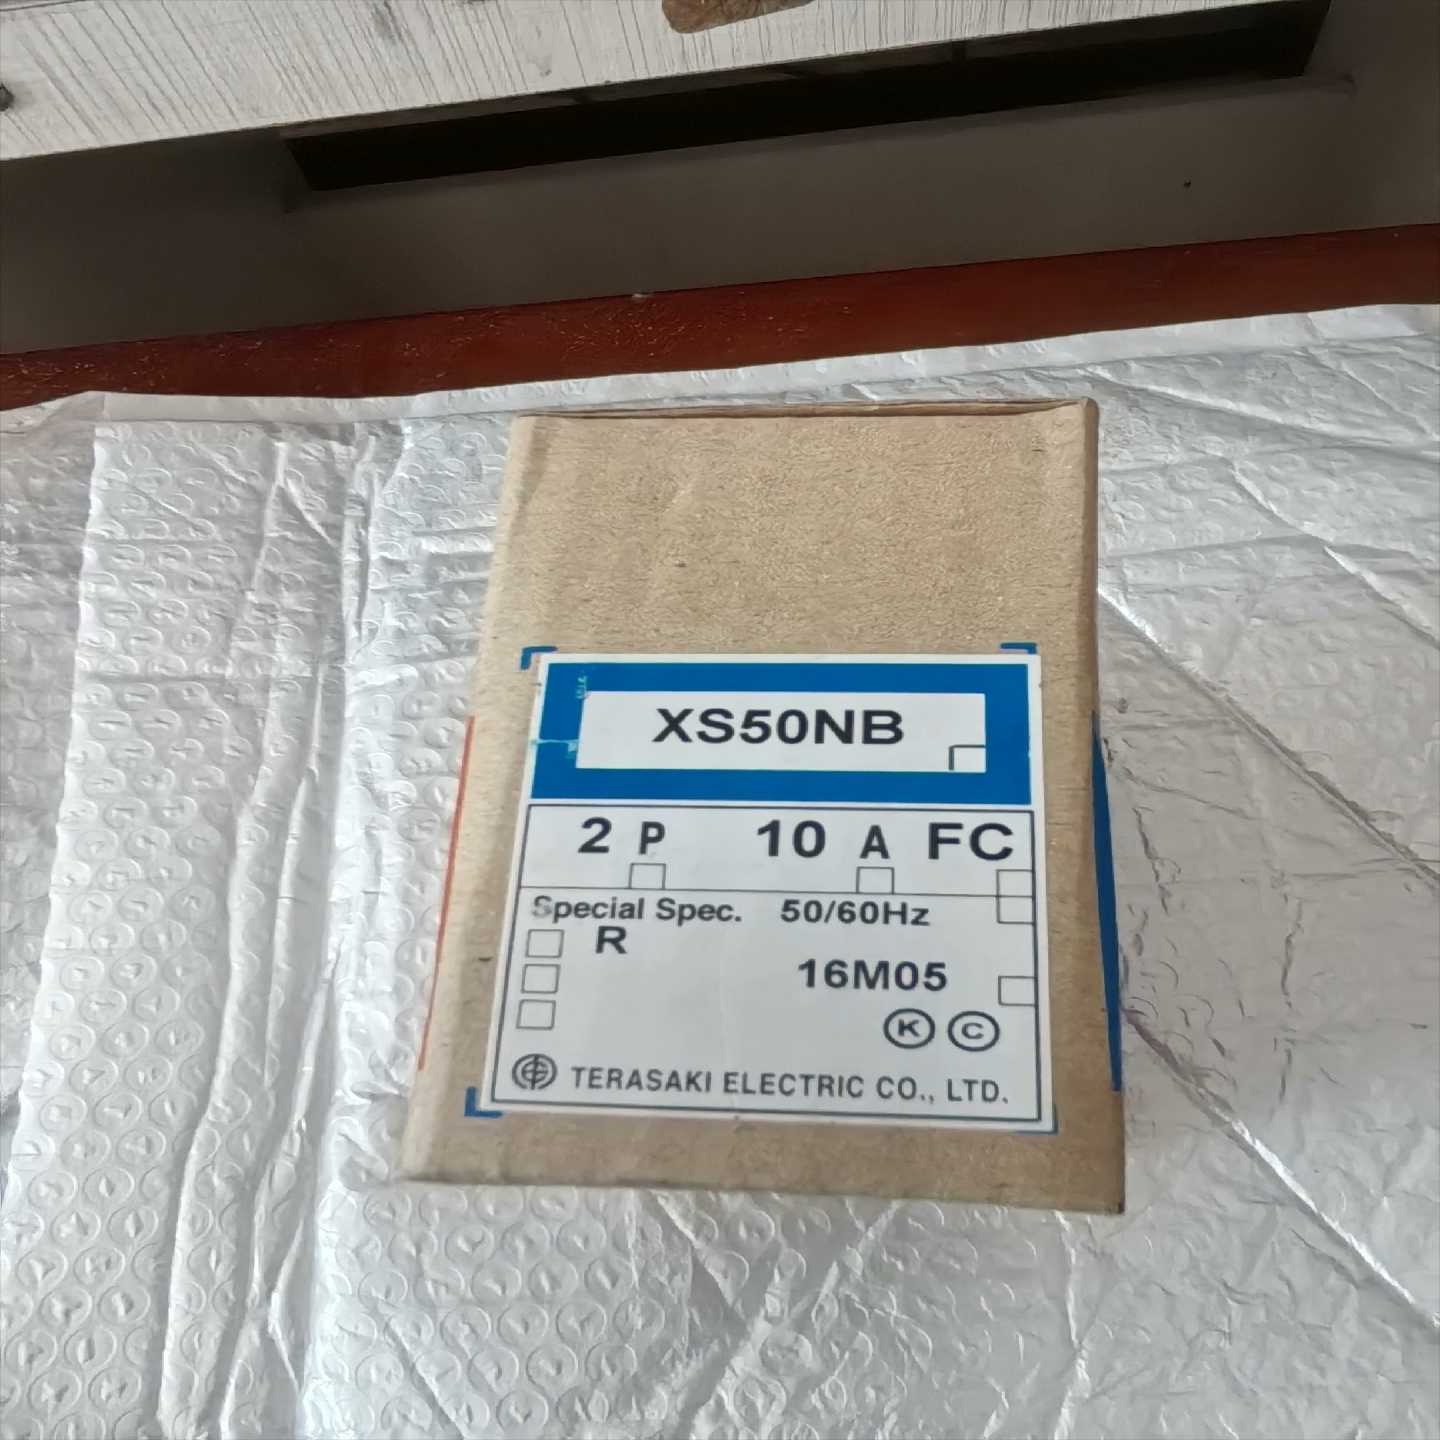 XS50NB
2 P 10 A FC
Special Spec. 50/60Hz
R
16M05
K C
TERASAKI ELECTRIC CO., LTD.